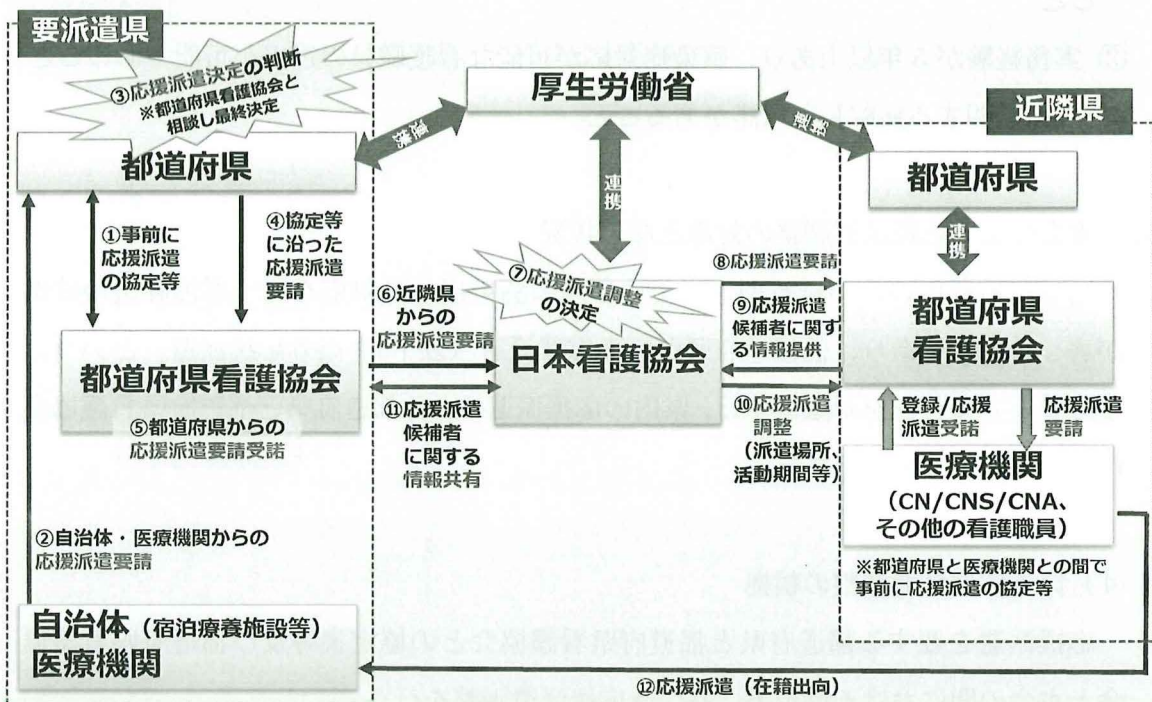 要派遣県
③応援派遣決定の判断
※都道府県看護協会と
相談し最終決定
厚生労働省
近隣県
連携
連携
連携
都道府県
都道府県
連携
①事前に
応援派遣
の協定等
④協定等
に沿った
応援派遣
要請
⑥近隣県
からの
応援派遣要請
⑦応援派遣調整
の決定
⑧応援派遣要請
⑨応援派遣
候補者に関す
る情報提供
都道府県看護協会
⑤都道府県からの
応援派遣要請受諾
日本看護協会
都道府県
看護協会
⑪応援派遣
候補者
に関する
情報共有
⑩応援派遣
調整
(派遣場所、
活動期間等)
登録/応援
派遣受諾
応援派遣
要請
医療機関
(CN/CNS/CNA、
その他の看護職員)
※都道府県と医療機関との間で
事前に応援派遣の協定等
②自治体・医療機関からの
応援派遣要請
自治体(宿泊療養施設等)
医療機関
⑫応援派遣(在籍出向)